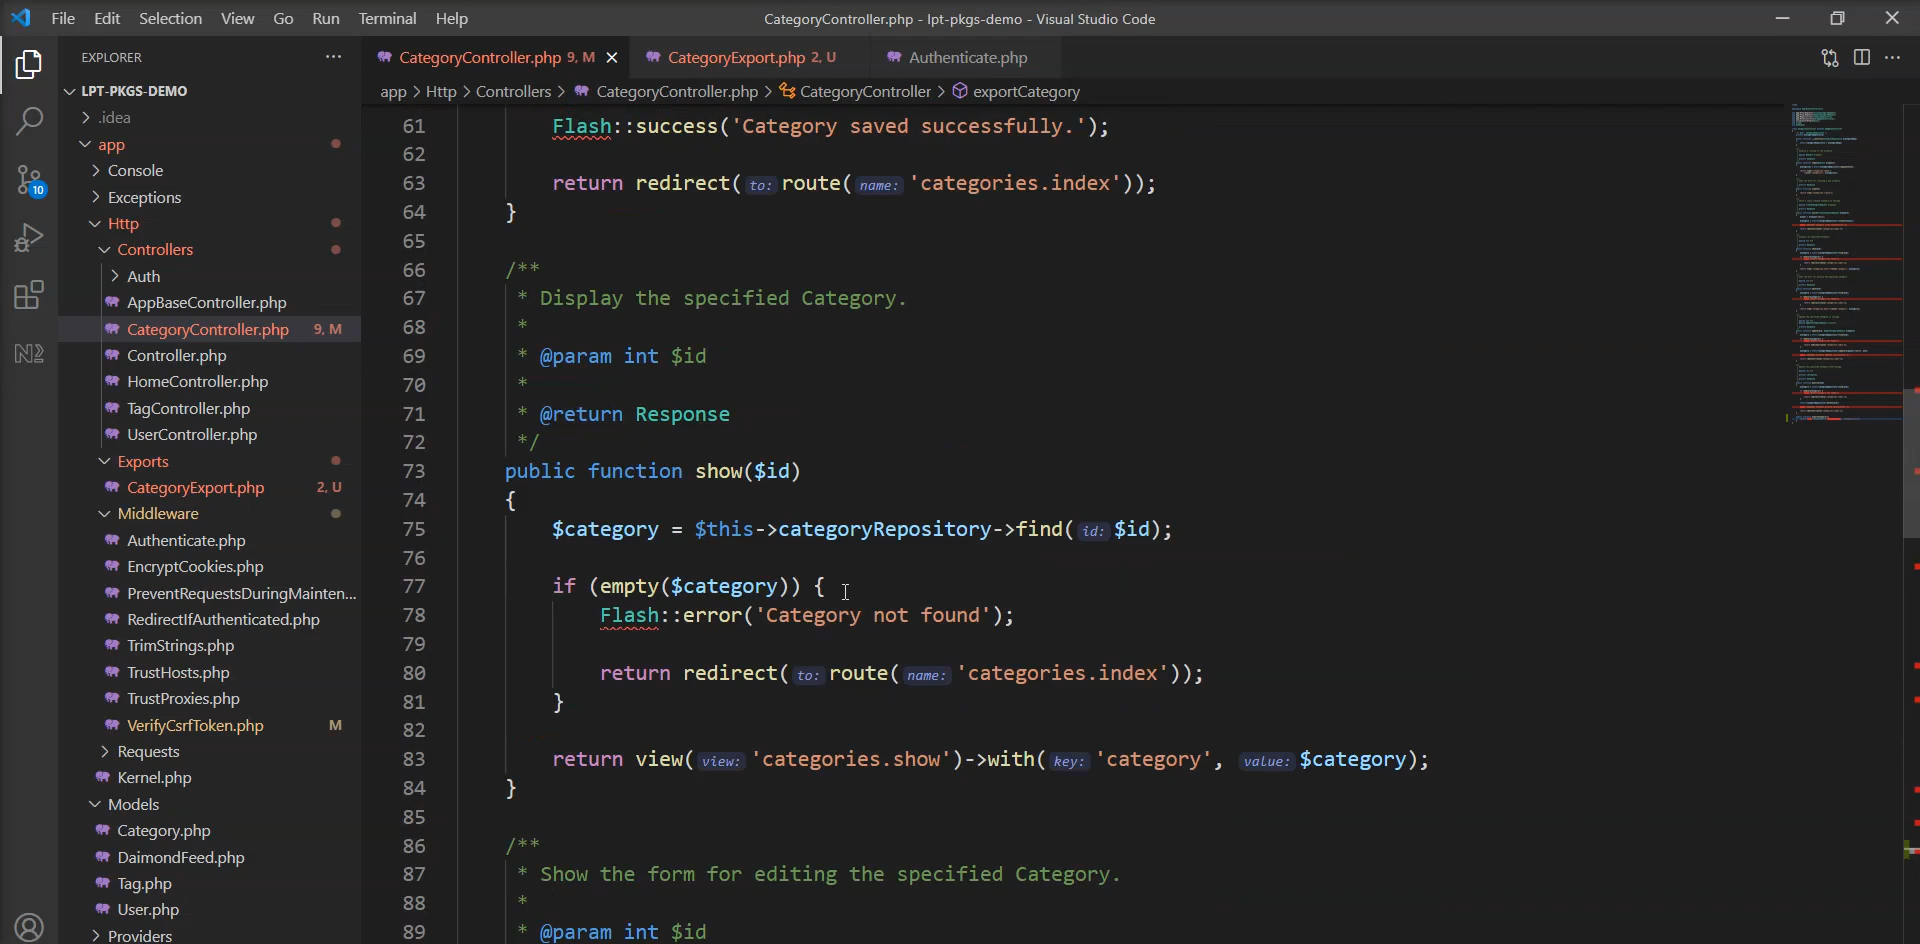 File Edit Selection View Go Run Terminal Help
CategoryController.php - lpt-pkgs-demo - Visual Studio Code
EXPLORER ...
LPT-PKGS-DEMO
.idea
app
Console
Exceptions
Http
Controllers
Auth
AppBaseController.php
CategoryController.php 9, M
Controller.php
HomeController.php
TagController.php
UserController.php
Exports
CategoryExport.php 2, U
Middleware
Authenticate.php
EncryptCookies.php
PreventRequestsDuringMainten...
RedirectIfAuthenticated.php
TrimStrings.php
TrustHosts.php
TrustProxies.php
VerifyCsrfToken.php M
Requests
Kernel.php
Models
Category.php
DaimondFeed.php
Tag.php
User.php
Providers
10
CategoryController.php 9, M CategoryExport.php 2, U Authenticate.php
app > Http > Controllers > CategoryController.php > CategoryController > exportCategory
61 Flash::success('Category saved successfully.');
62
63 return redirect( to: route( name: 'categories.index'));
64 }
65
66 /**
67 * Display the specified Category.
68 *
69 * @param int $id
70 *
71 * @return Response
72 */
73 public function show($id)
74 {
75 $category = $this->categoryRepository->find( id: $id);
76
77 if (empty($category)) {
78 Flash::error('Category not found');
79
80 return redirect( to: route( name: 'categories.index'));
81 }
82
83 return view( view: 'categories.show')->with( key: 'category', value: $category);
84 }
85
86 /**
87 * Show the form for editing the specified Category.
88 *
89 * @param int $id